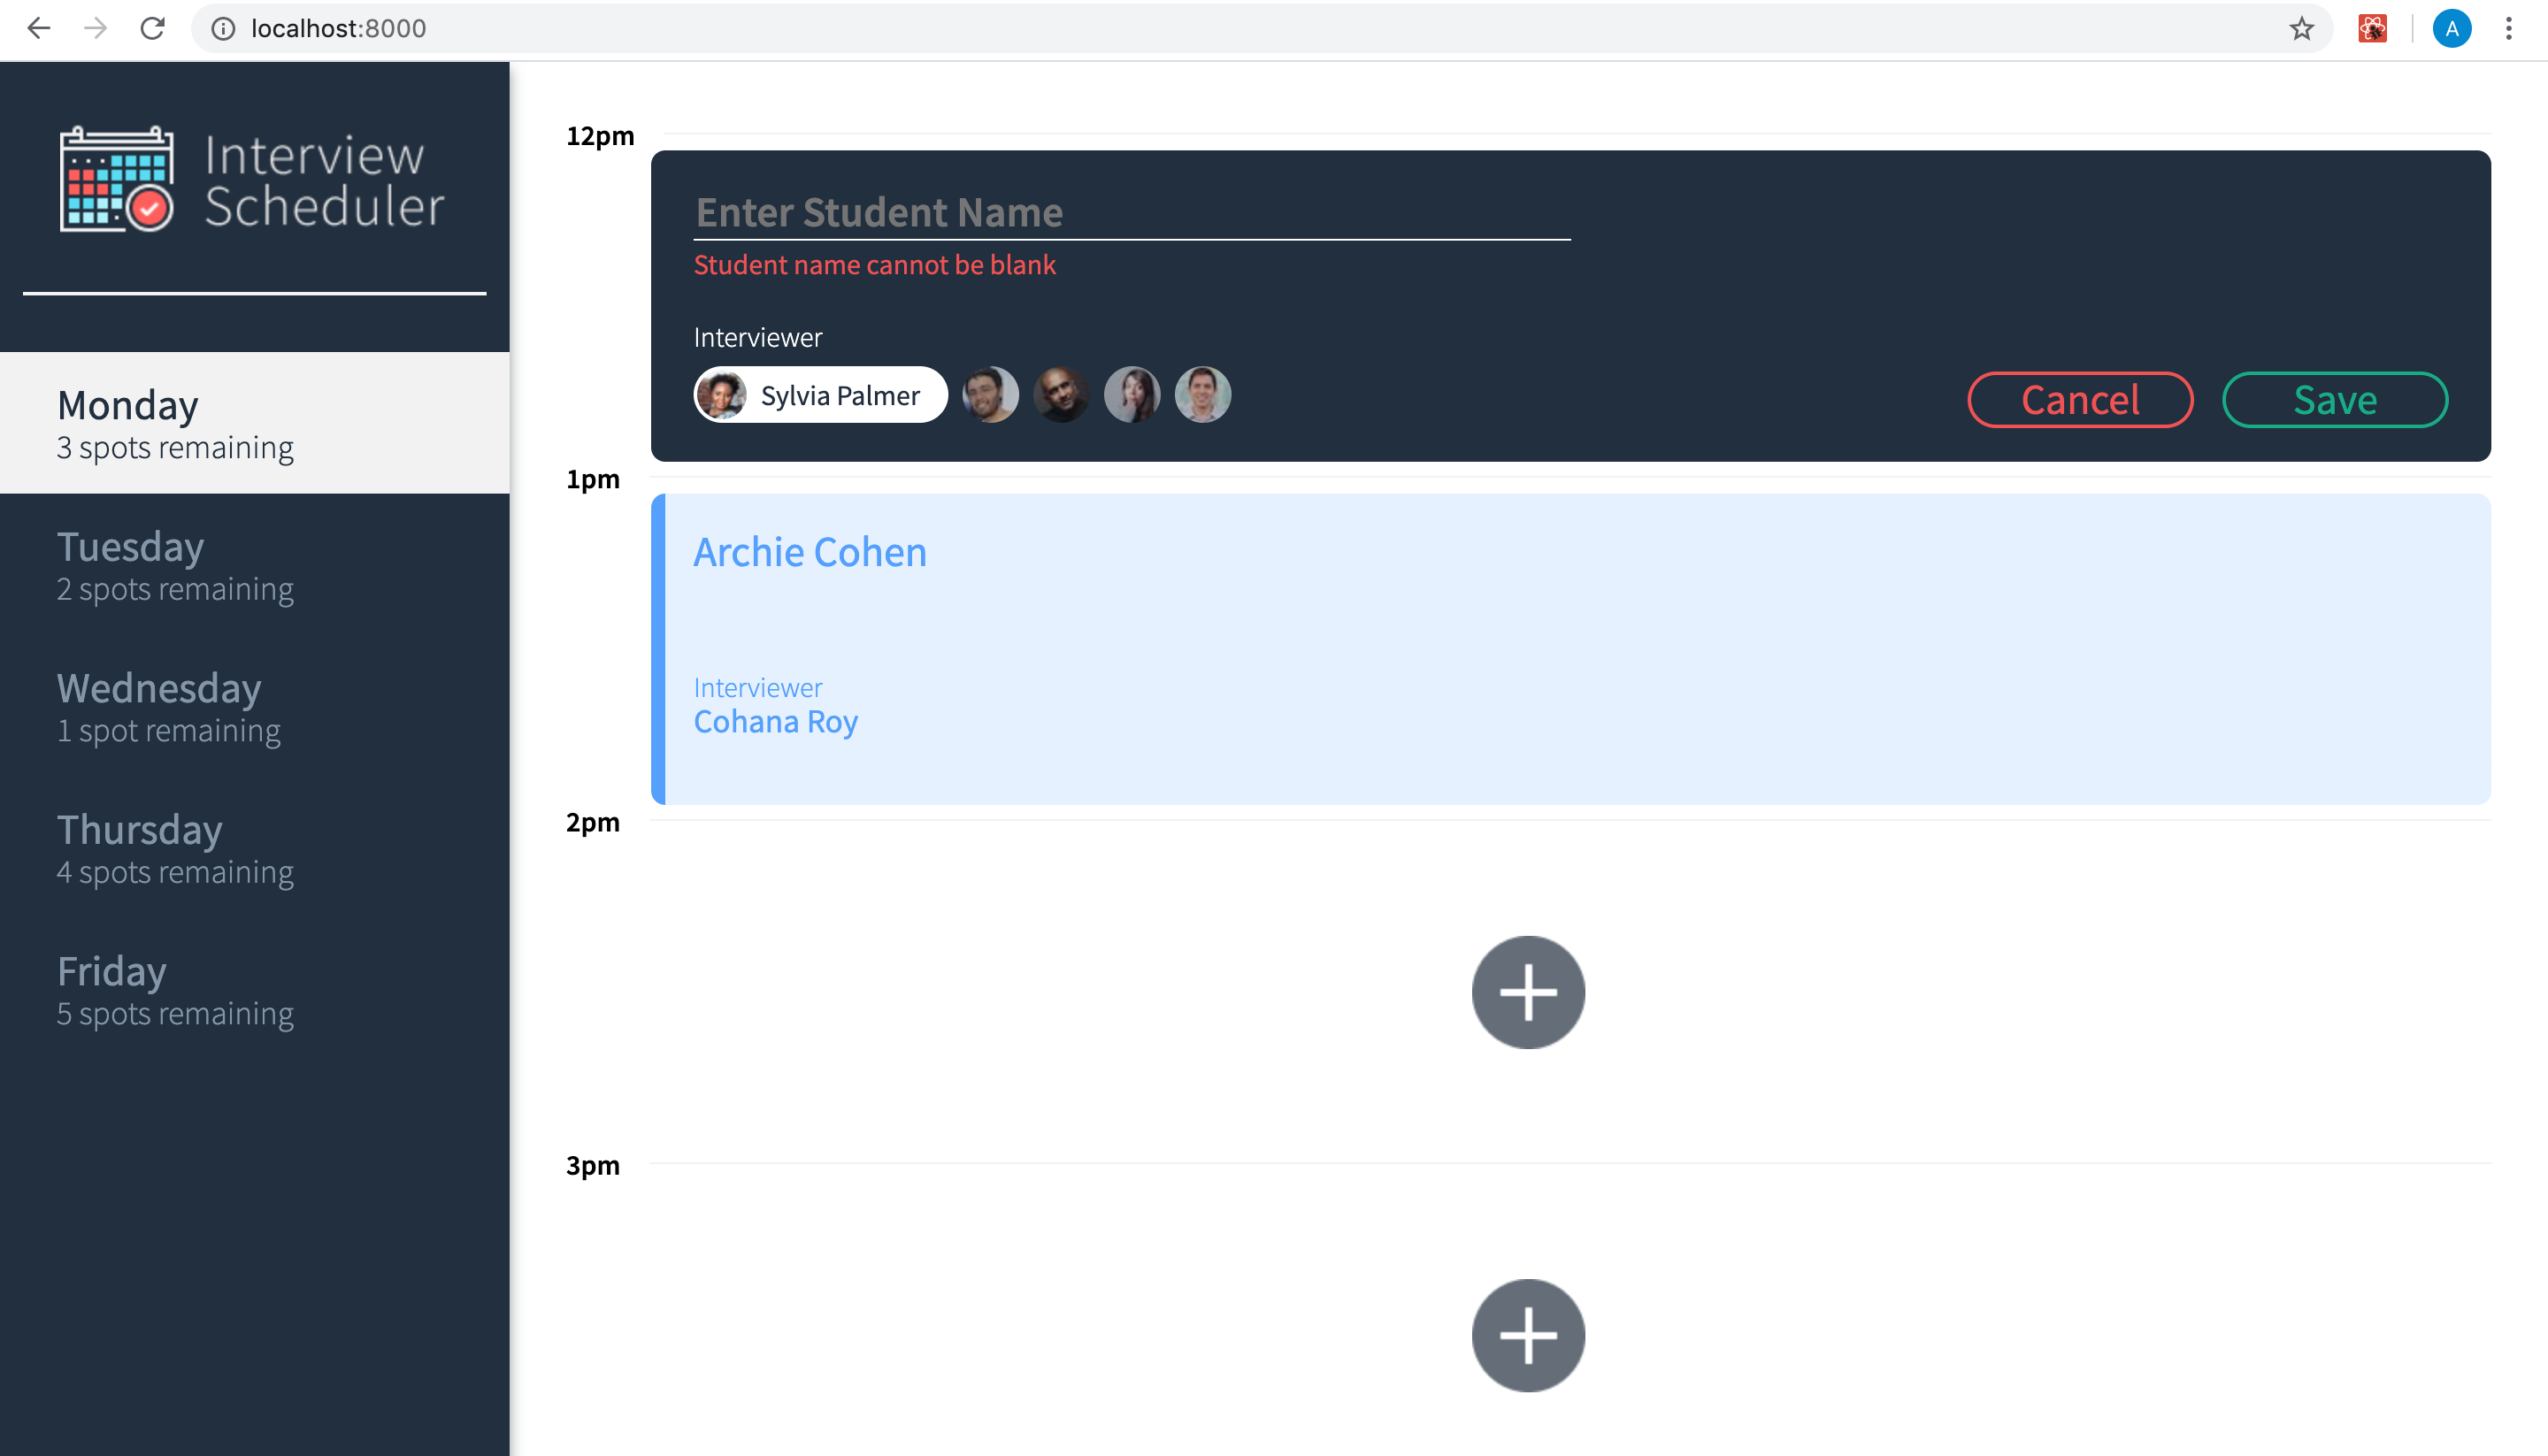 localhost:8000
A
Interview
Scheduler
Monday
3 spots remaining
Tuesday
2 spots remaining
Wednesday
1 spot remaining
Thursday
4 spots remaining
Friday
5 spots remaining
12pm
Enter Student Name
Student name cannot be blank
Interviewer
Sylvia Palmer
Cancel
Save
1pm
Archie Cohen
Interviewer
Cohana Roy
2pm
3pm